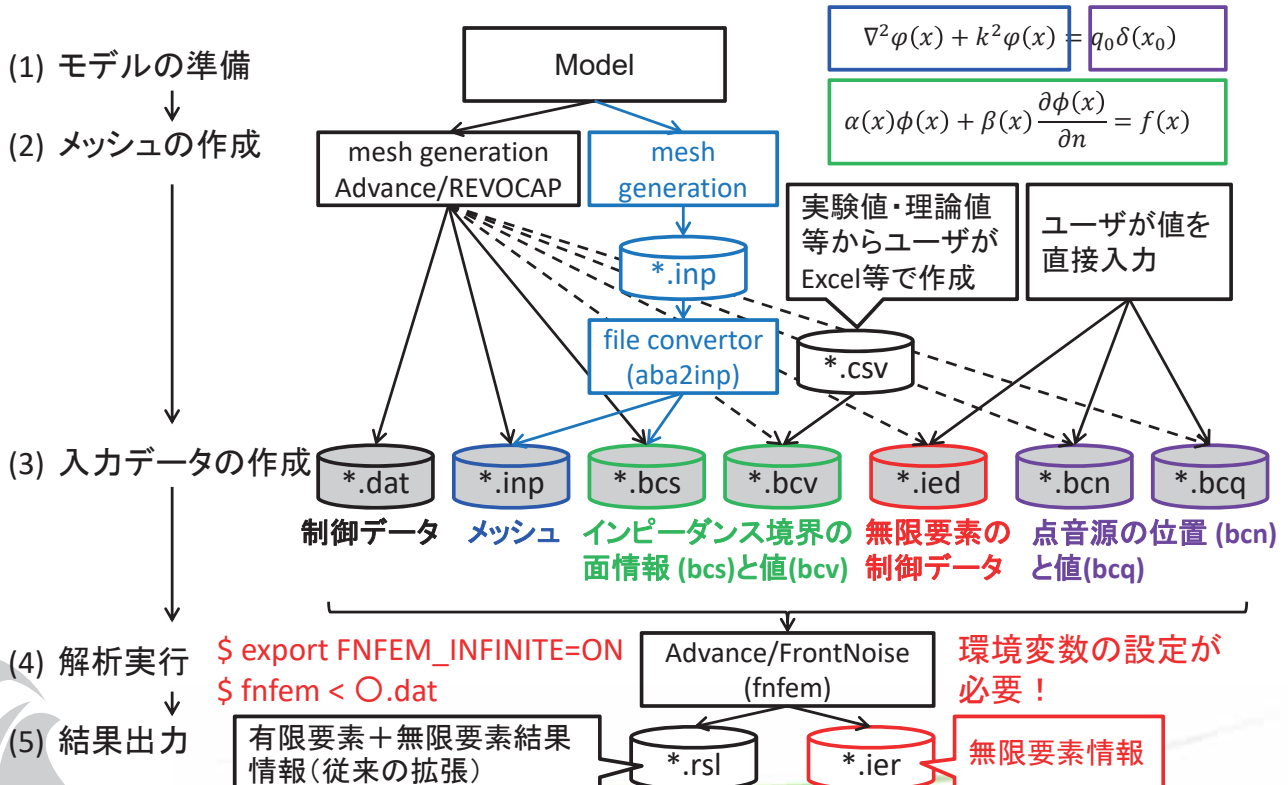 (1) モデルの準備
(2) メッシュの作成
(3) 入力データの作成
(4) 解析実行
(5) 結果出力
Model
∇²φ(x) + k²φ(x) = q₀δ(x₀)
α(x)ϕ(x) + β(x) ∂ϕ(x)/∂n = f(x)
mesh generation
Advance/REVOCAP
mesh
generation
*.inp
file convertor
(aba2inp)
実験値・理論値
等からユーザが
Excel等で作成
*.csv
ユーザが値を
直接入力
*.dat
*.inp
*.bcs
*.bcv
*.ied
*.bcn
*.bcq
制御データ
メッシュ
インピーダンス境界の
面情報 (bcs)と値(bcv)
無限要素の
制御データ
点音源の位置 (bcn)
と値(bcq)
$ export FNFEM_INFINITE=ON
$ fnfem < 〇.dat
Advance/FrontNoise
(fnfem)
環境変数の設定が
必要！
有限要素＋無限要素結果
情報（従来の拡張）
*.rsl
*.ier
無限要素情報